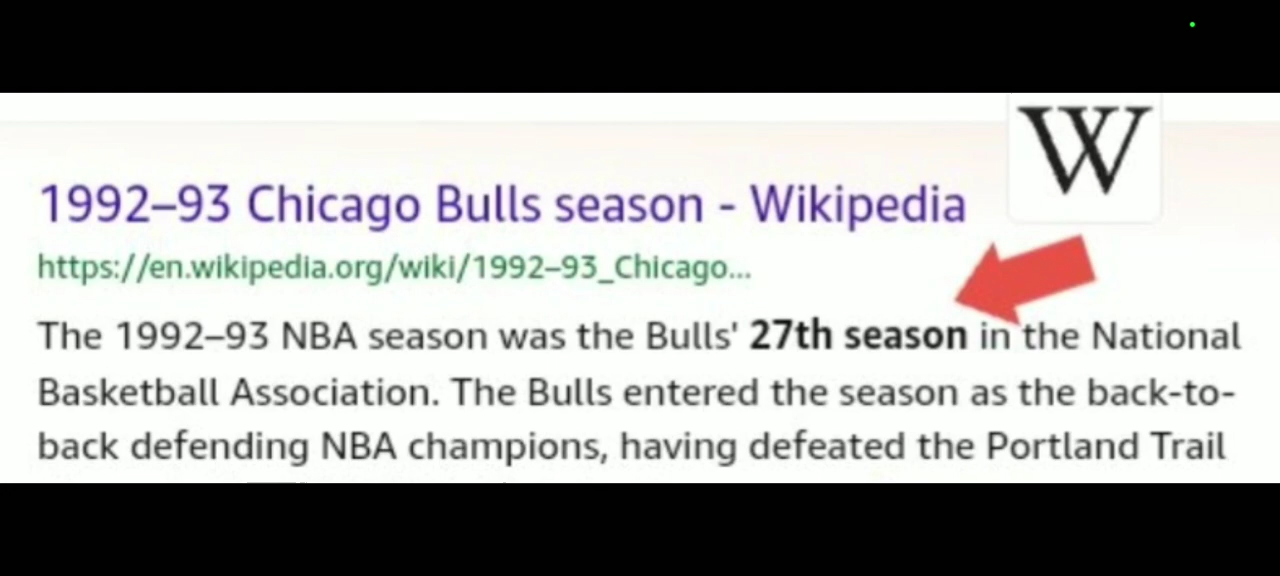 W
1992–93 Chicago Bulls season - Wikipedia
https://en.wikipedia.org/wiki/1992–93_Chicago...
The 1992–93 NBA season was the Bulls' 27th season in the National
Basketball Association. The Bulls entered the season as the back-to-
back defending NBA champions, having defeated the Portland Trail